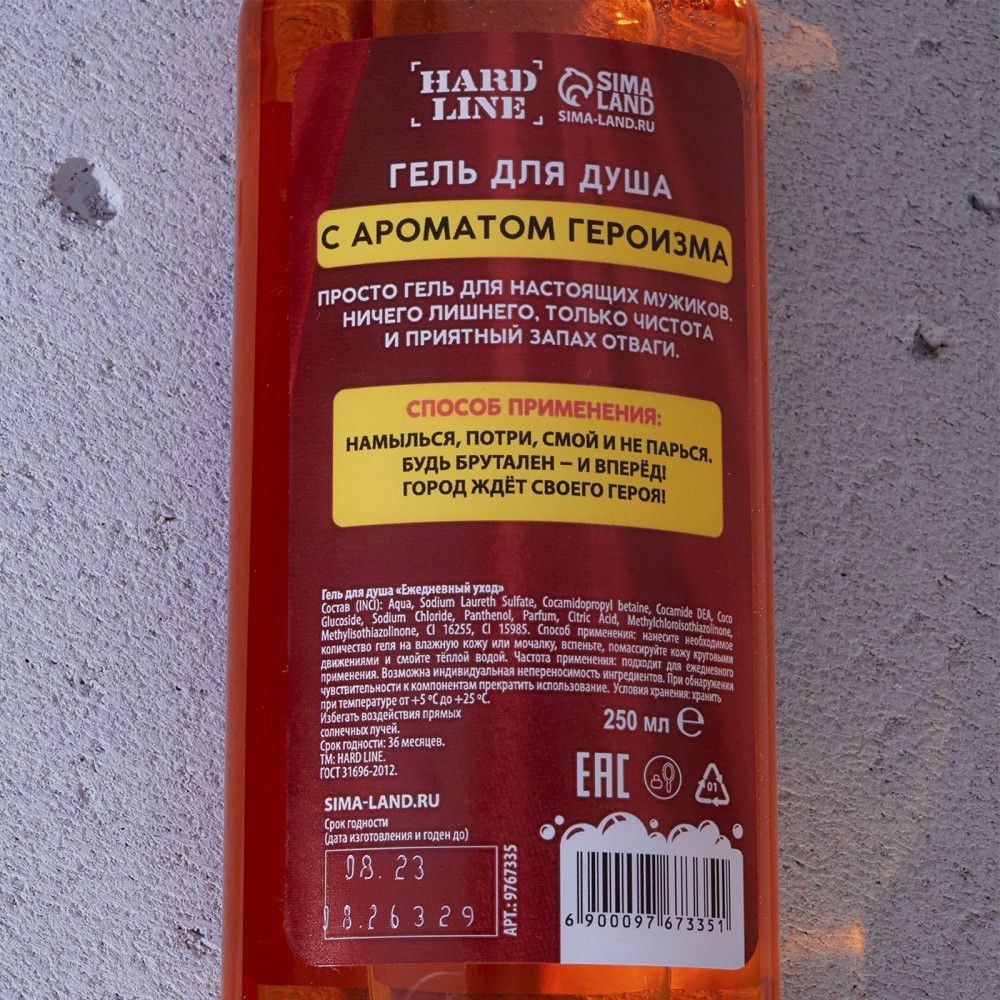 HARD
LINE
SIMA
LAND
SIMA-LAND.RU
ГЕЛЬ ДЛЯ ДУША
С АРОМАТОМ ГЕРОИЗМА
ПРОСТО ГЕЛЬ ДЛЯ НАСТОЯЩИХ МУЖИКОВ.
НИЧЕГО ЛИШНЕГО, ТОЛЬКО ЧИСТОТА
И ПРИЯТНЫЙ ЗАПАХ ОТВАГИ.
СПОСОБ ПРИМЕНЕНИЯ:
НАМЫЛЬСЯ, ПОТРИ, СМОЙ И НЕ ПАРЬСЯ.
БУДЬ БРУТАЛЕН – И ВПЕРЁД!
ГОРОД ЖДЁТ СВОЕГО ГЕРОЯ!
Гель для душа «Ежедневный уход»
Состав (INCI): Aqua, Sodium Laureth Sulfate, Cocamidopropyl betaine, Cocamide DEA, Coco
Glucoside, Sodium Chloride, Panthenol, Parfum, Citric Acid, Methylchloroisothiazolinone,
Methylisothiazolinone, CI 16255, CI 15985. Способ применения: нанесите необходимое
количество геля на влажную кожу или мочалку, вспеньте, помассируйте кожу круговыми
движениями и смойте тёплой водой. Частота применения: подходит для ежедневного
применения. Возможна индивидуальная непереносимость ингредиентов. При обнаружении
чувствительности к компонентам прекратить использование. Условия хранения: хранить
при температуре от +5 ºС до +25 ºС.
Избегать воздействия прямых
солнечных лучей.
Срок годности: 36 месяцев.
ТМ: HARD LINE.
ГОСТ 31696-2012.
250 мл e
EAC
01
SIMA-LAND.RU
Срок годности
(дата изготовления и годен до)
08.23
08.26329
АРТ.: 9767335
6 900097 673351